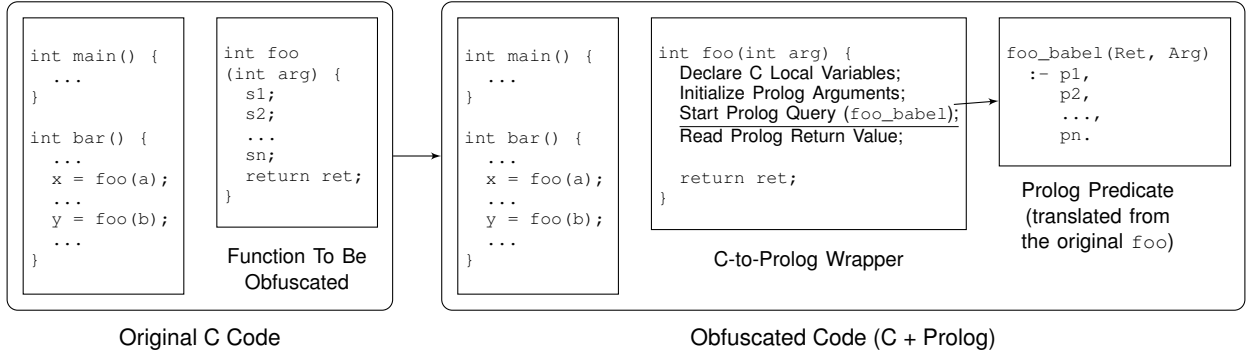 int main() {
...
}
int bar() {
...
x = foo(a);
...
y = foo(b);
...
}
int foo
(int arg) {
s1;
s2;
...
sn;
return ret;
}
Function To Be
Obfuscated
Original C Code
int main() {
...
}
int bar() {
...
x = foo(a);
...
y = foo(b);
...
}
int foo(int arg) {
Declare C Local Variables;
Initialize Prolog Arguments;
Start Prolog Query (foo_babel);
Read Prolog Return Value;
return ret;
}
C-to-Prolog Wrapper
foo_babel(Ret, Arg)
:- p1,
p2,
...,
pn.
Prolog Predicate
(translated from
the original foo)
Obfuscated Code (C + Prolog)